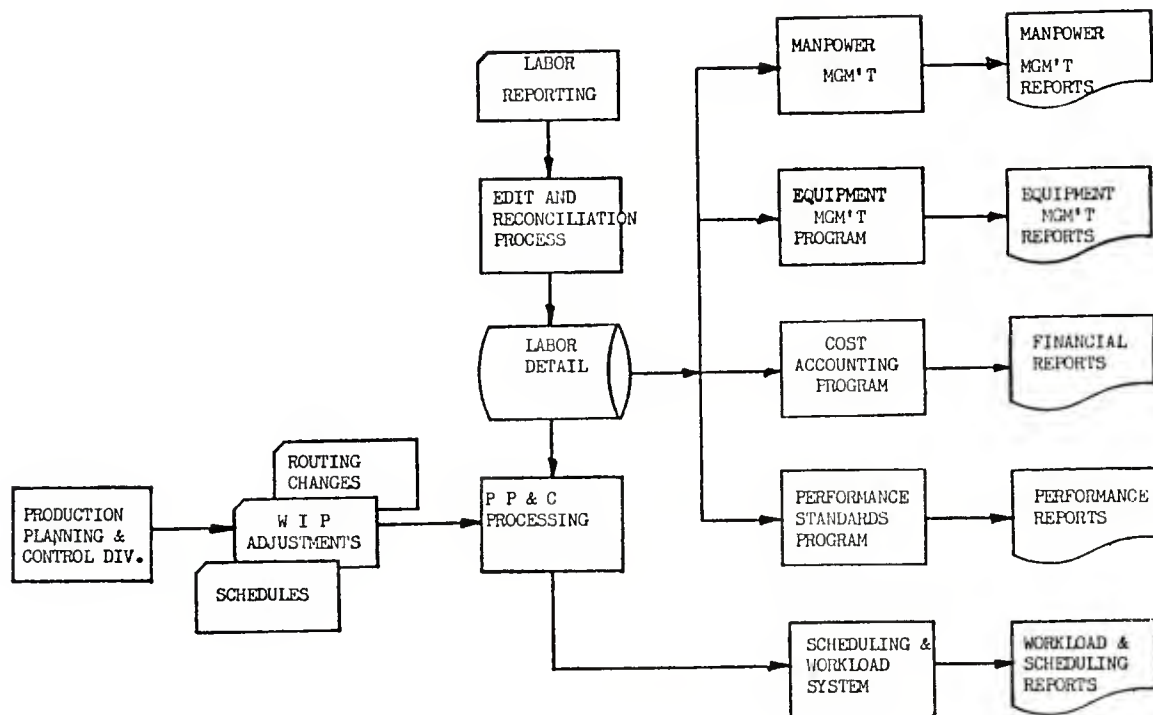 LABOR
REPORTING
EDIT AND
RECONCILIATION
PROCESS
LABOR
DETAIL
ROUTING
CHANGES
PRODUCTION
PLANNING &
CONTROL DIV.
W I P
ADJUSTMENTS
SCHEDULES
P P & C
PROCESSING
MANPOWER
MGM'T
MANPOWER
MGM'T
REPORTS
EQUIPMENT
MGM'T
PROGRAM
EQUIPMENT
MGM'T
REPORTS
COST
ACCOUNTING
PROGRAM
FINANCIAL
REPORTS
PERFORMANCE
STANDARDS
PROGRAM
PERFORMANCE
REPORTS
SCHEDULING &
WORKLOAD
SYSTEM
WORKLOAD &
SCHEDULING
REPORTS